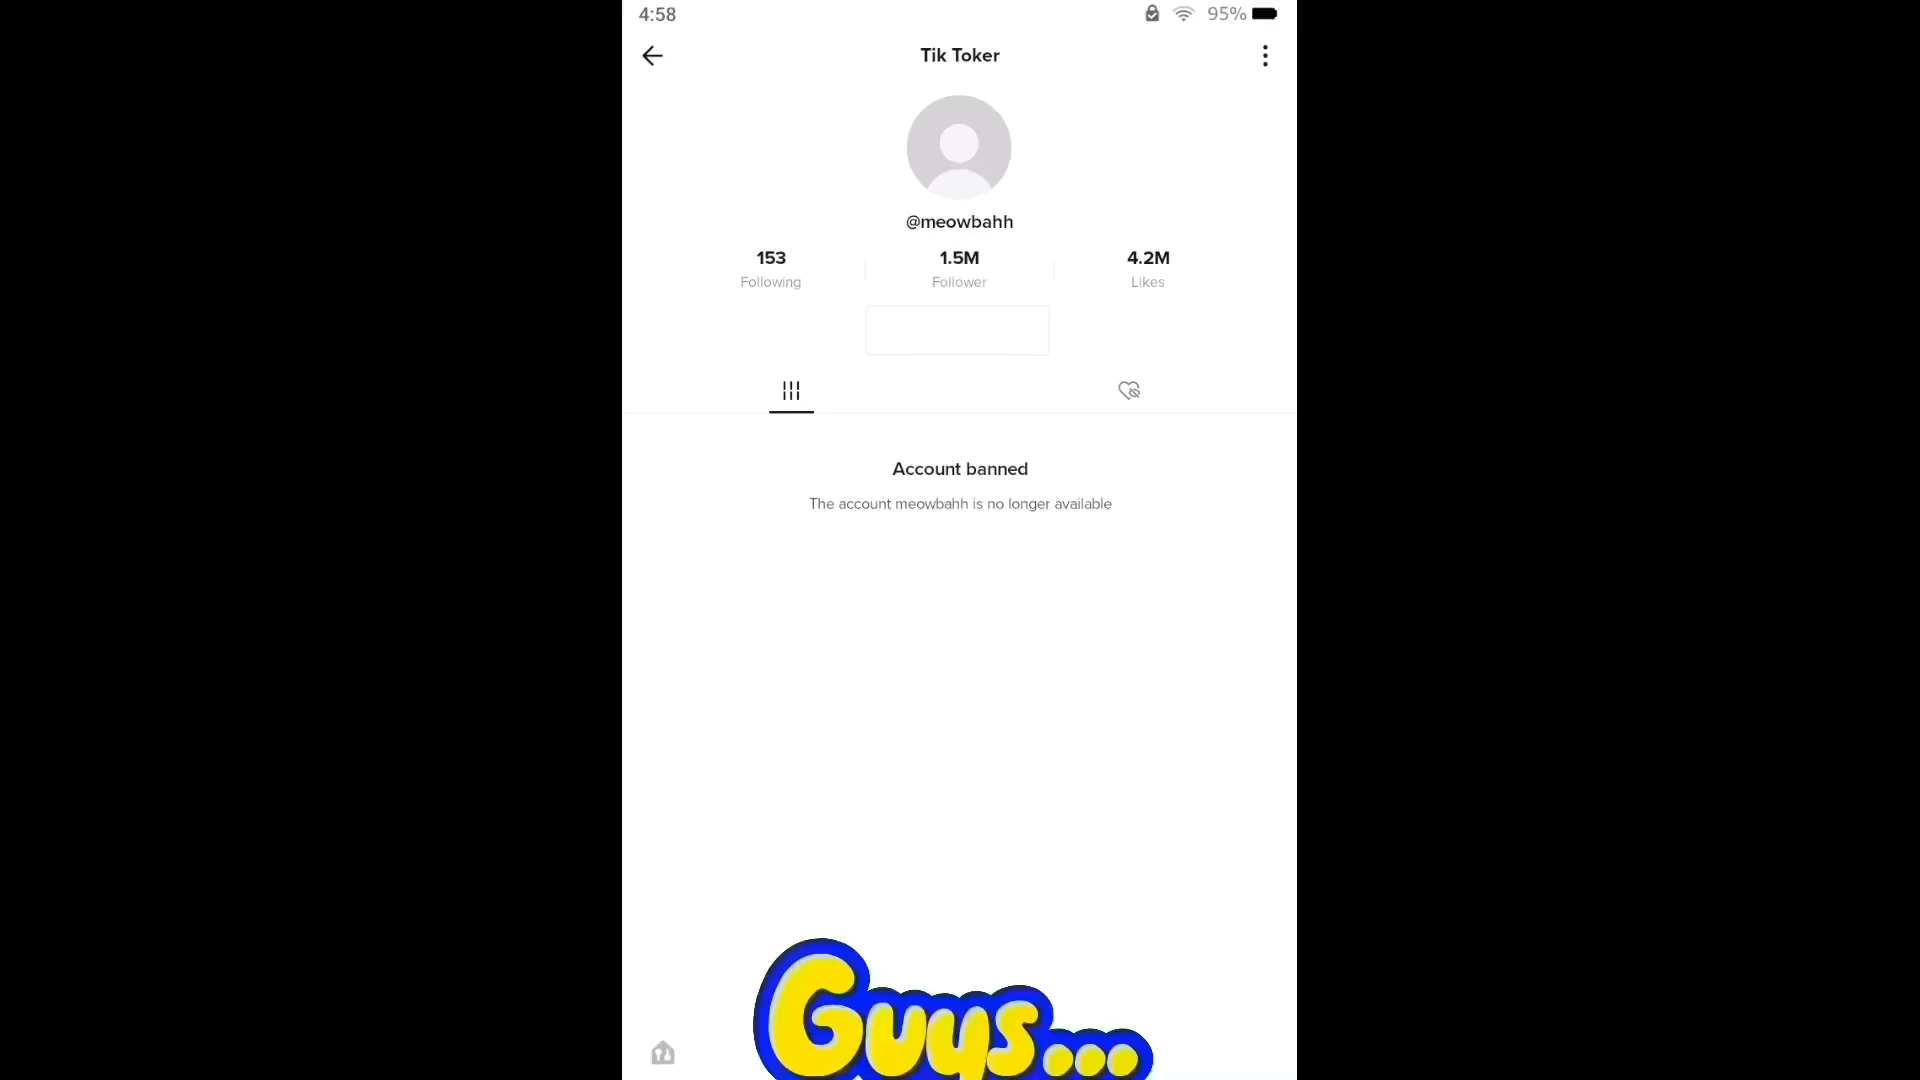 4:58
95%
Tik Toker
@meowbahh
153
1.5M
4.2M
Following
Follower
Likes
Account banned
The account meowbahh is no longer available
Guys...